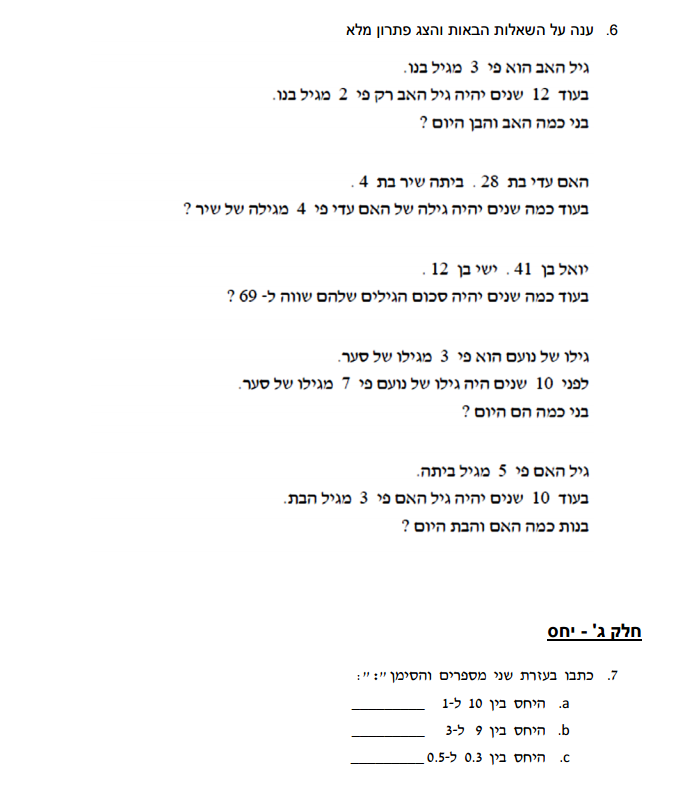 6. ענה על השאלות הבאות והצג פתרון מלא
גיל האב הוא פי 3 מגיל בנו.
בעוד 12 שנים יהיה גיל האב רק פי 2 מגיל בנו.
בני כמה האב והבן היום ?
האם עדי בת 28 . ביתה שיר בת 4 .
בעוד כמה שנים יהיה גילה של האם עדי פי 4 מגילה של שיר ?
יואל בן 41 . ישי בן 12 .
בעוד כמה שנים יהיה סכום הגילים שלהם שווה ל- 69 ?
גילו של נועם הוא פי 3 מגילו של סער.
לפני 10 שנים היה גילו של נועם פי 7 מגילו של סער.
בני כמה הם היום ?
גיל האם פי 5 מגיל ביתה.
בעוד 10 שנים יהיה גיל האם פי 3 מגיל הבת.
בנות כמה האם והבת היום ?
חלק ג' - יחס
7. כתבו בעזרת שני מספרים והסימן ":" :
a. היחס בין 10 ל-1 __________
b. היחס בין 9 ל-3 __________
c. היחס בין 0.3 ל-0.5 __________